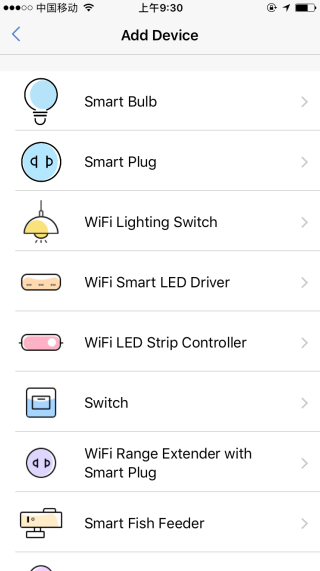 中国移动
上午9:30
Add Device
Smart Bulb
Smart Plug
WiFi Lighting Switch
WiFi Smart LED Driver
WiFi LED Strip Controller
Switch
WiFi Range Extender with
Smart Plug
Smart Fish Feeder